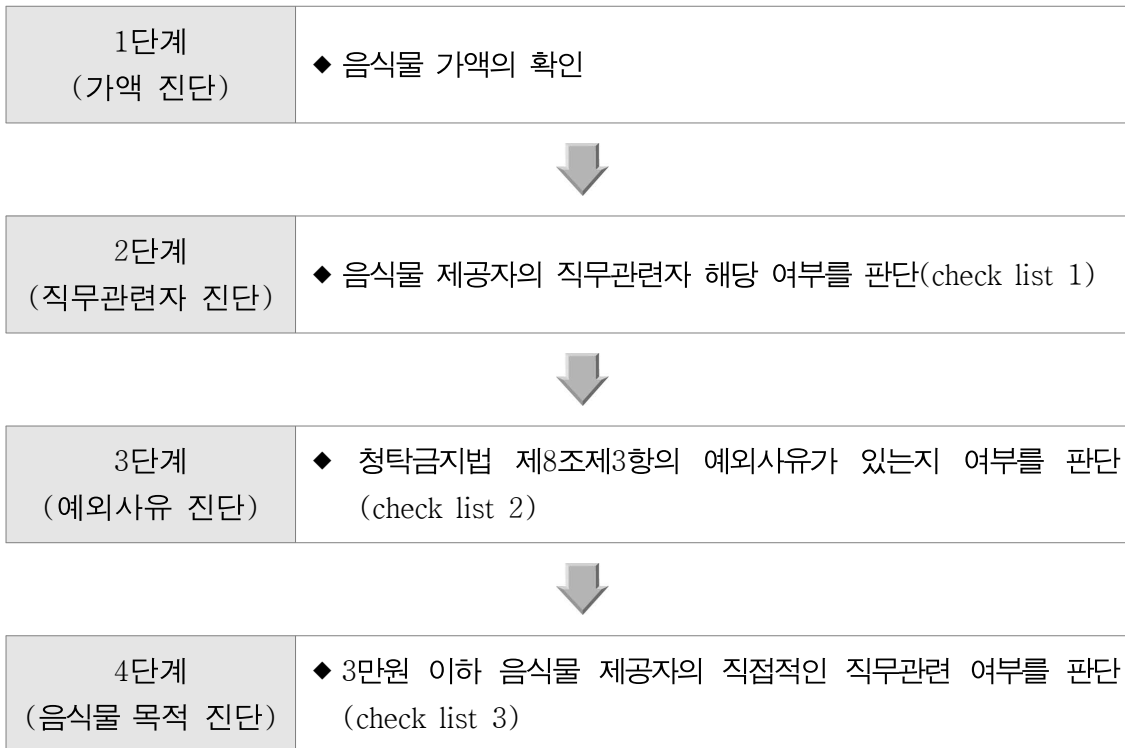 1단계
(가액 진단)
◆ 음식물 가액의 확인
2단계
(직무관련자 진단)
◆ 음식물 제공자의 직무관련자 해당 여부를 판단(check list 1)
3단계
(예외사유 진단)
◆ 청탁금지법 제8조제3항의 예외사유가 있는지 여부를 판단
(check list 2)
4단계
(음식물 목적 진단)
◆ 3만원 이하 음식물 제공자의 직접적인 직무관련 여부를 판단
(check list 3)